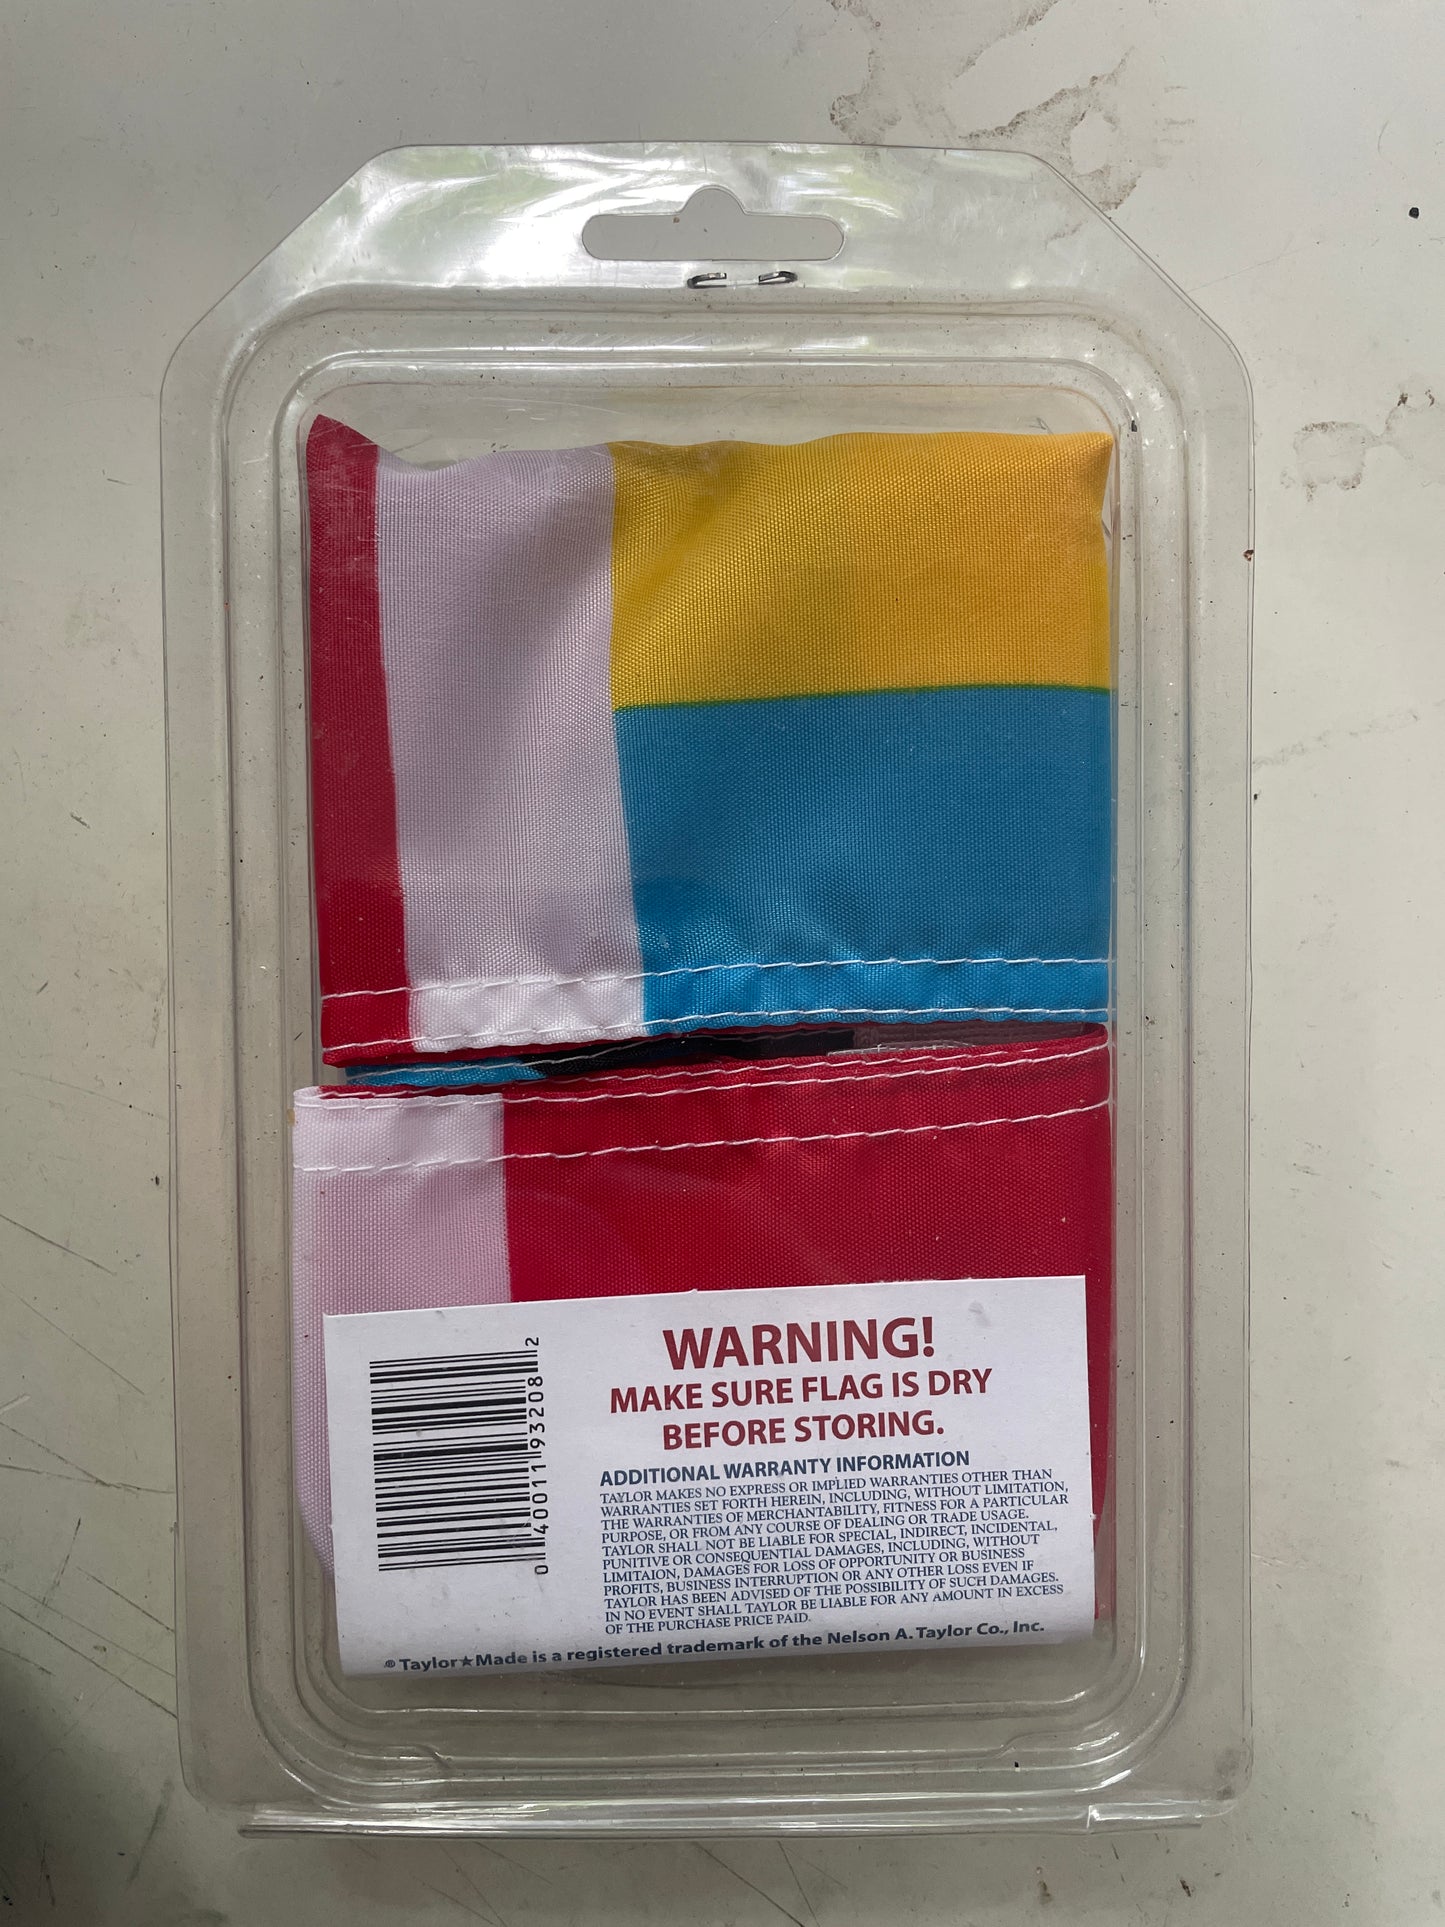 WARNING!
MAKE SURE FLAG IS DRY
BEFORE STORING.
ADDITIONAL WARRANTY INFORMATION
TAYLOR MAKES NO EXPRESS OR IMPLIED WARRANTIES OTHER THAN
WARRANTIES SET FORTH HEREIN, INCLUDING, WITHOUT LIMITATION,
THE WARRANTIES OF MERCHANTABILITY, FITNESS FOR A PARTICULAR
PURPOSE, OR FROM ANY COURSE OF DEALING OR TRADE USAGE.
TAYLOR SHALL NOT BE LIABLE FOR SPECIAL, INDIRECT, INCIDENTAL,
PUNITIVE OR CONSEQUENTIAL DAMAGES, INCLUDING, WITHOUT
LIMITAION, DAMAGES FOR LOSS OF OPPORTUNITY OR BUSINESS
PROFITS, BUSINESS INTERRUPTION OR ANY OTHER LOSS EVEN IF
TAYLOR HAS BEEN ADVISED OF THE POSSIBILITY OF SUCH DAMAGES.
IN NO EVENT SHALL TAYLOR BE LIABLE FOR ANY AMOUNT IN EXCESS
OF THE PURCHASE PRICE PAID.
® Taylor★Made is a registered trademark of the Nelson A. Taylor Co., Inc.
0 40011 93208 2